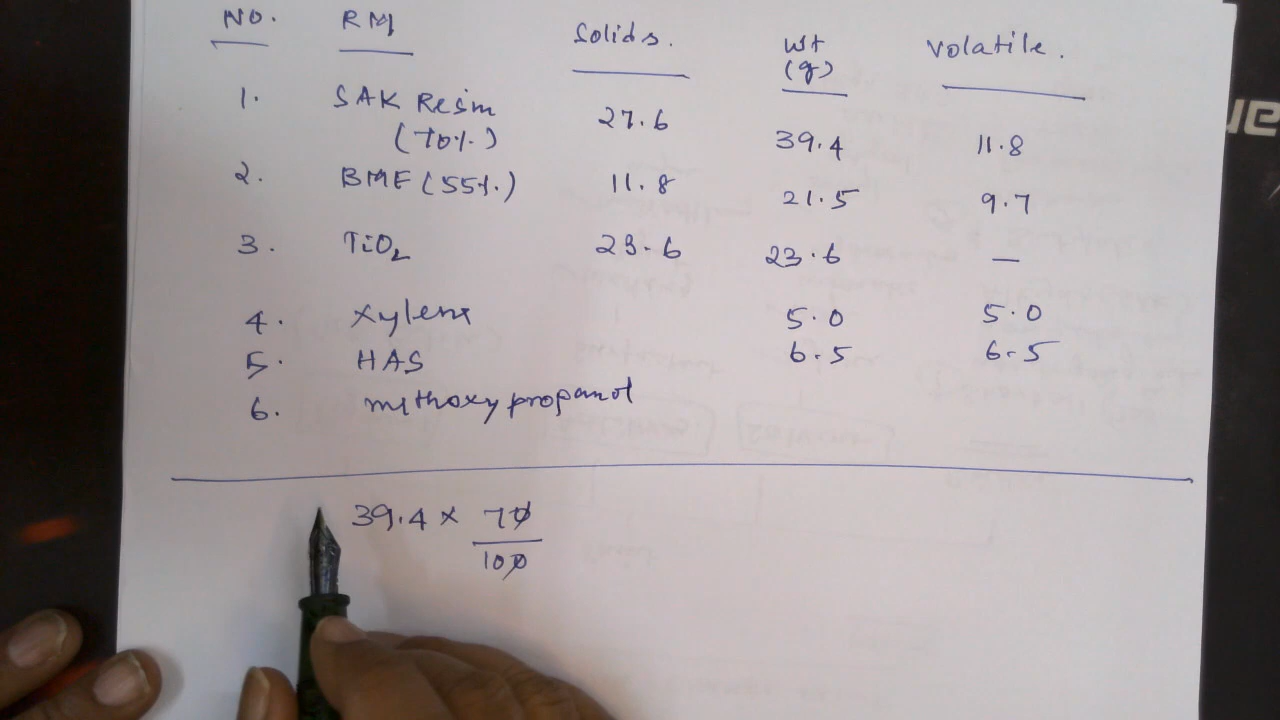 NO. RM Solids. Wt (g) Volatile.
1. SAK Resin (70%.) 27.6 39.4 11.8
2. BME (55%.) 11.8 21.5 9.7
3. TiO2 23.6 23.6 —
4. Xylene 5.0 5.0
5. HAS 6.5 6.5
6. methoxy propanol
39.4 × 70
100